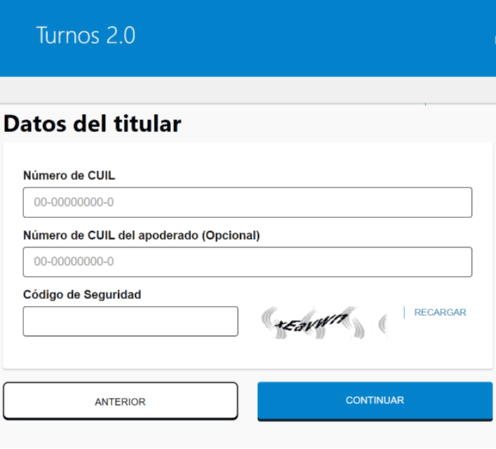 Turnos 2.0
Datos del titular
Número de CUIL
00-00000000-0
Número de CUIL del apoderado (Opcional)
00-00000000-0
Código de Seguridad
RECARGAR
ANTERIOR
CONTINUAR